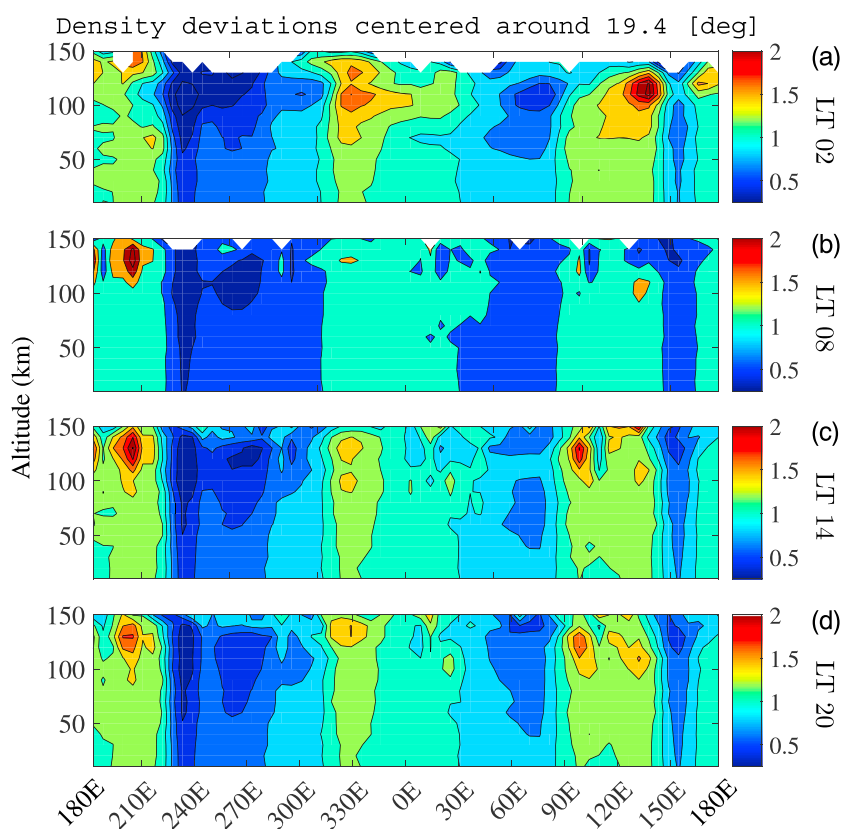 Density deviations centered around 19.4 [deg]
150
100
50
2
1.5
1
0.5
(a)
LT 02
150
100
50
2
1.5
1
0.5
(b)
LT 08
Altitude (km)
150
100
50
2
1.5
1
0.5
(c)
LT 14
150
100
50
2
1.5
1
0.5
(d)
LT 20
180E 210E 240E 270E 300E 330E 0E 30E 60E 90E 120E 150E 180E